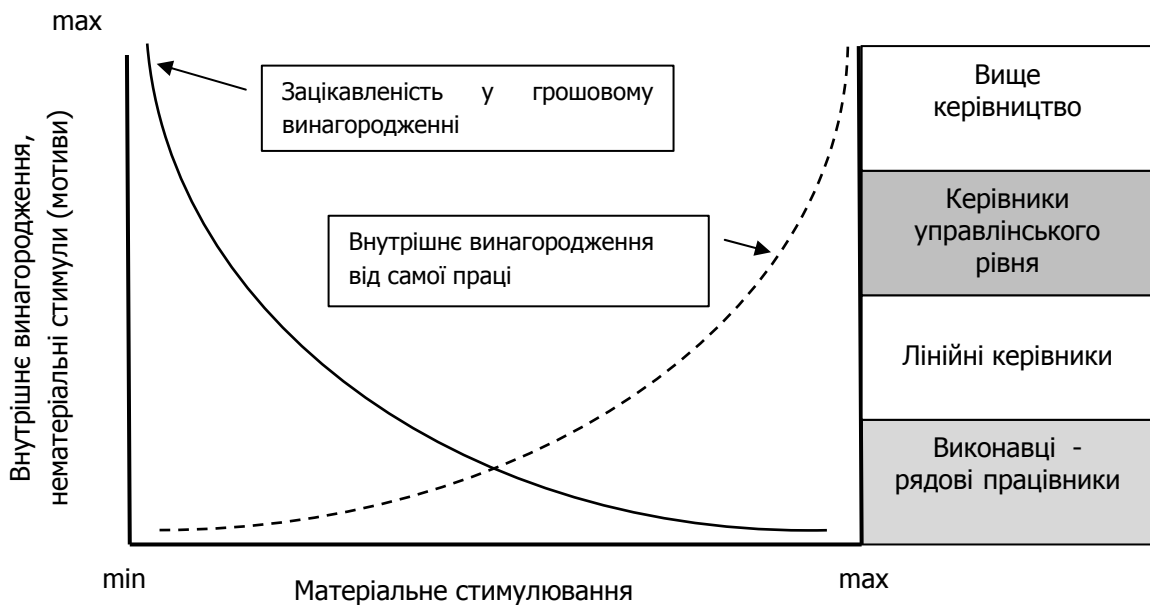 max
Внутрішнє винагородження,
нематеріальні стимули (мотиви)
Зацікавленість у грошовому
винагородженні
Внутрішнє винагородження
від самої праці
Вище
керівництво
Керівники
управлінського
рівня
Лінійні керівники
Виконавці -
рядові працівники
min
Матеріальне стимулювання
max